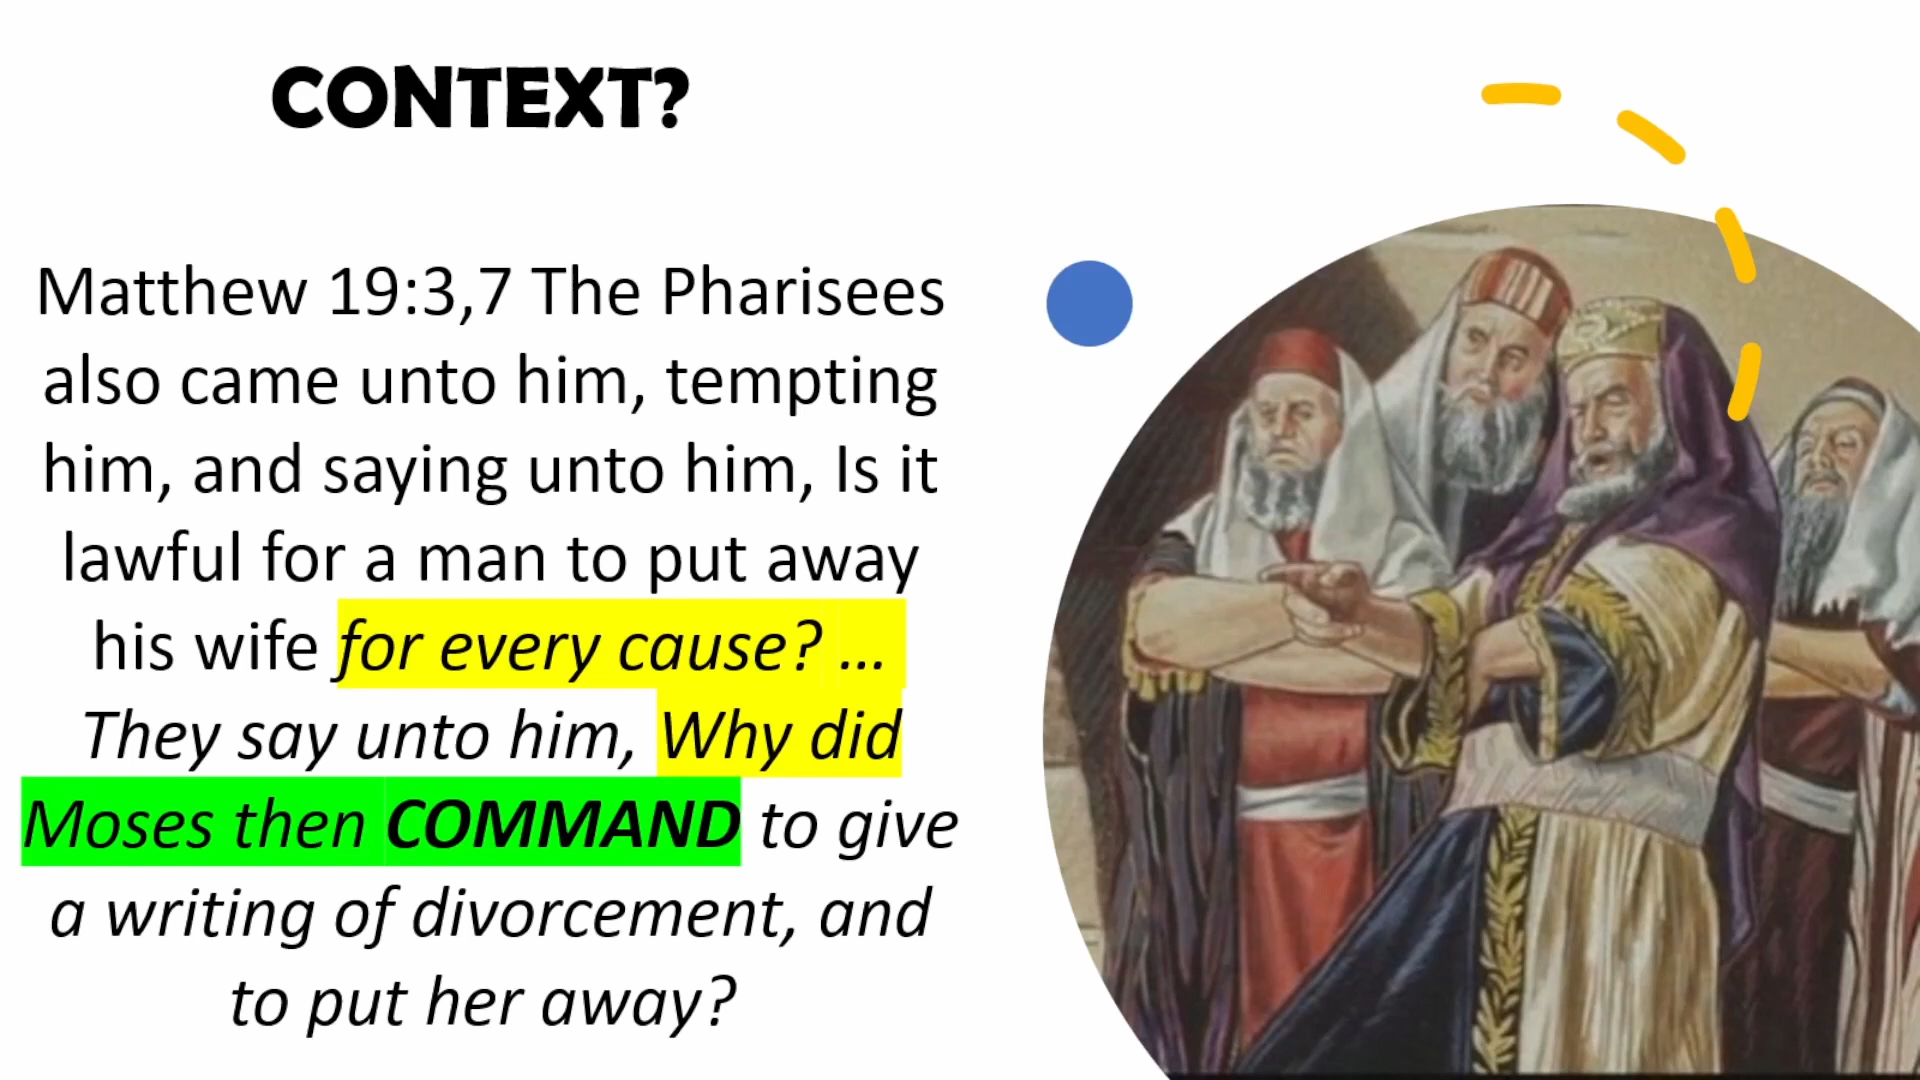 CONTEXT?
Matthew 19:3,7 The Pharisees
also came unto him, tempting
him, and saying unto him, Is it
lawful for a man to put away
his wife for every cause? ...
They say unto him, Why did
Moses then COMMAND to give
a writing of divorcement, and
to put her away?